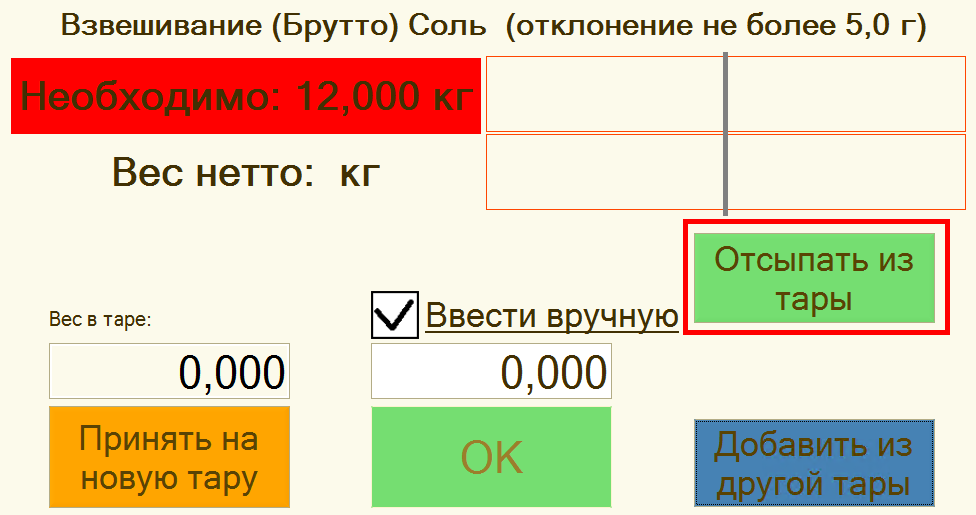 Взвешивание (Брутто) Соль (отклонение не более 5,0 г)
Необходимо: 12,000 кг
Вес нетто: кг
Отсыпать из
тары
Вес в таре:
Ввести вручную
0,000
0,000
Принять на
новую тару
OK
Добавить из
другой тары